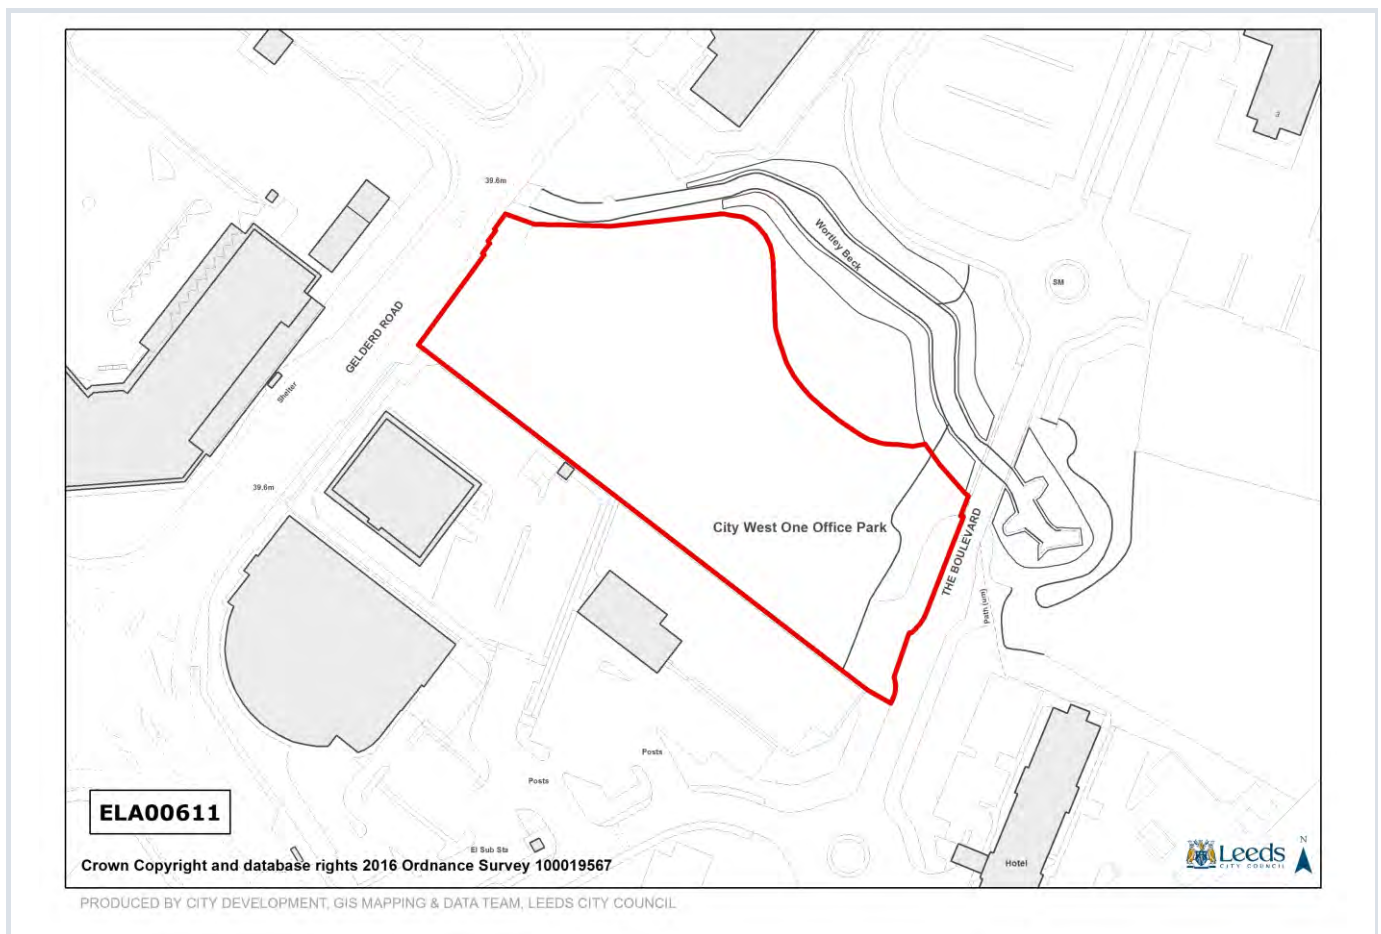 39.6m
Wortley Beck
SM
GELDERD ROAD
Shelter
39.6m
City West One Office Park
THE BOULEVARD
Path (um)
Posts
Posts
ELA00611
El Sub Sta
Hotel
Crown Copyright and database rights 2016 Ordnance Survey 100019567
Leeds
CITY COUNCIL
N
PRODUCED BY CITY DEVELOPMENT, GIS MAPPING & DATA TEAM, LEEDS CITY COUNCIL